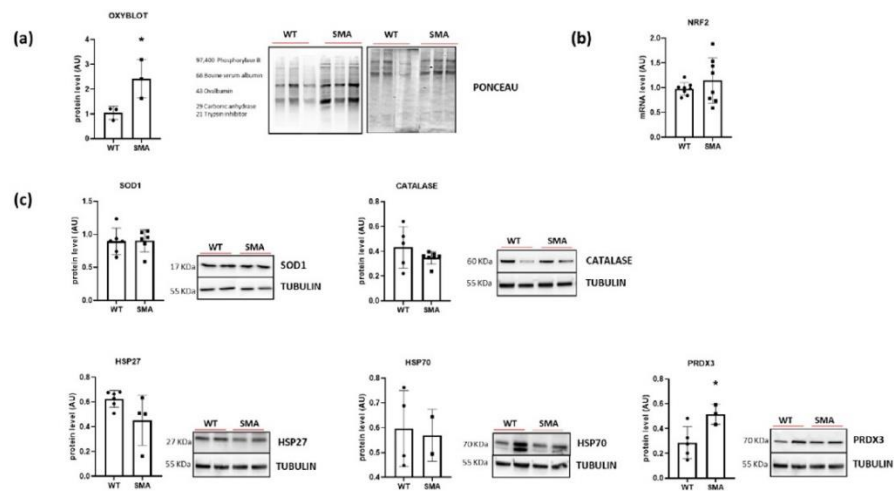 (a)
OXYBLOT
protein level (AU)
4
3
2
1
0
*
WT
SMA
WT
SMA
WT
SMA
97,400 Phosphorylase B
66 Bovine serum albumin
43 Ovalbumin
29 Carbonic anhydrase
21 Trypsin inhibitor
PONCEAU
(b)
NRF2
mRNA level (AU)
2.0
1.5
1.0
0.5
0.0
WT
SMA
(c)
SOD1
protein level (AU)
1.5
1.0
0.5
0.0
WT
SMA
WT
SMA
17 KDa
SOD1
55 KDa
TUBULIN
CATALASE
protein level (AU)
0.8
0.6
0.4
0.2
0.0
WT
SMA
WT
SMA
60 KDa
CATALASE
55 KDa
TUBULIN
HSP27
protein level (AU)
0.8
0.6
0.4
0.2
0.0
WT
SMA
WT
SMA
27 KDa
HSP27
55 KDa
TUBULIN
HSP70
protein level (AU)
0.8
0.7
0.6
0.5
0.4
WT
SMA
WT
SMA
70 KDa
HSP70
55 KDa
TUBULIN
PRDX3
protein level (AU)
0.8
0.6
0.4
0.2
0.0
*
WT
SMA
WT
SMA
70 KDa
PRDX3
55 KDa
TUBULIN